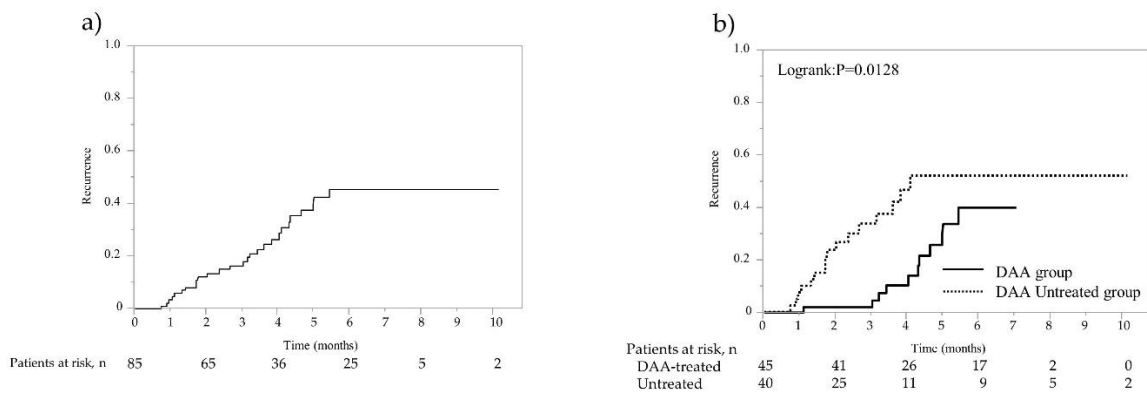 a)
1.0
0.8
0.6
0.4
0.2
0
Recurrence
0 1 2 3 4 5 6 7 8 9 10
Time (months)
Patients at risk, n 85 65 36 25 5 2
b)
Logrank:P=0.0128
1.0
0.8
0.6
0.4
0.2
0
Recurrence
DAA group
DAA Untreated group
0 1 2 3 4 5 6 7 8 9 10
Time (months)
Patients at risk, n
DAA-treated 45 41 26 17 2 0
Untreated 40 25 11 9 5 2